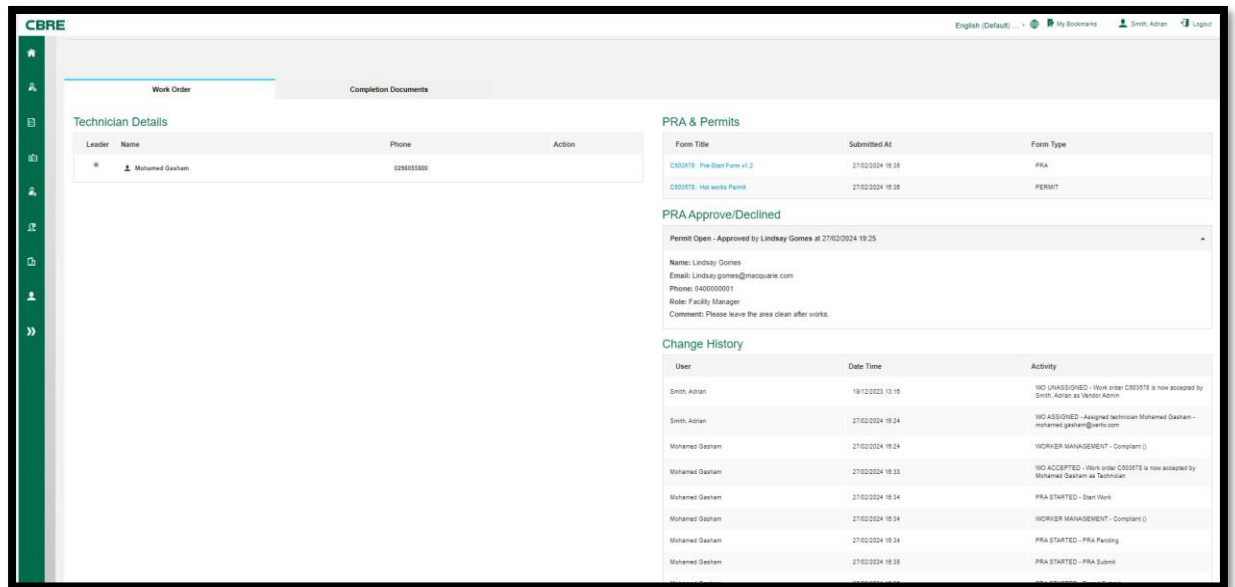 CBRE
English (Default) ... My Bookmarks Smith, Adrian Logout
Work Order Completion Documents
Technician Details
Leader Name Phone Action
Mohamed Gasham 0290055800
PRA & Permits
Form Title Submitted At Form Type
C503578 : Pre-Start Form v1.2 27/02/2024 16:35 PRA
C503578 : Hot works Permit 27/02/2024 16:35 PERMIT
PRA Approve/Declined
Permit Open - Approved by Lindsay Gomes at 27/02/2024 19:25
Name: Lindsay Gomes
Email: Lindsay.gomes@macquarie.com
Phone: 0400000001
Role: Facility Manager
Comment: Please leave the area clean after works.
Change History
User Date Time Activity
Smith, Adrian 19/12/2023 13:15 WO UNASSIGNED - Work order C503578 is now accepted by
Smith, Adrian as Vendor Admin
Smith, Adrian 27/02/2024 16:24 WO ASSIGNED - Assigned technician Mohamed Gasham -
mohamed.gasham@vertiv.com
Mohamed Gasham 27/02/2024 16:24 WORKER MANAGEMENT - Compliant ()
Mohamed Gasham 27/02/2024 16:33 WO ACCEPTED - Work order C503578 is now accepted by
Mohamed Gasham as Technician
Mohamed Gasham 27/02/2024 16:34 PRA STARTED - Start Work
Mohamed Gasham 27/02/2024 16:34 WORKER MANAGEMENT - Compliant ()
Mohamed Gasham 27/02/2024 16:34 PRA STARTED - PRA Pending
Mohamed Gasham 27/02/2024 16:35 PRA STARTED - PRA Submit